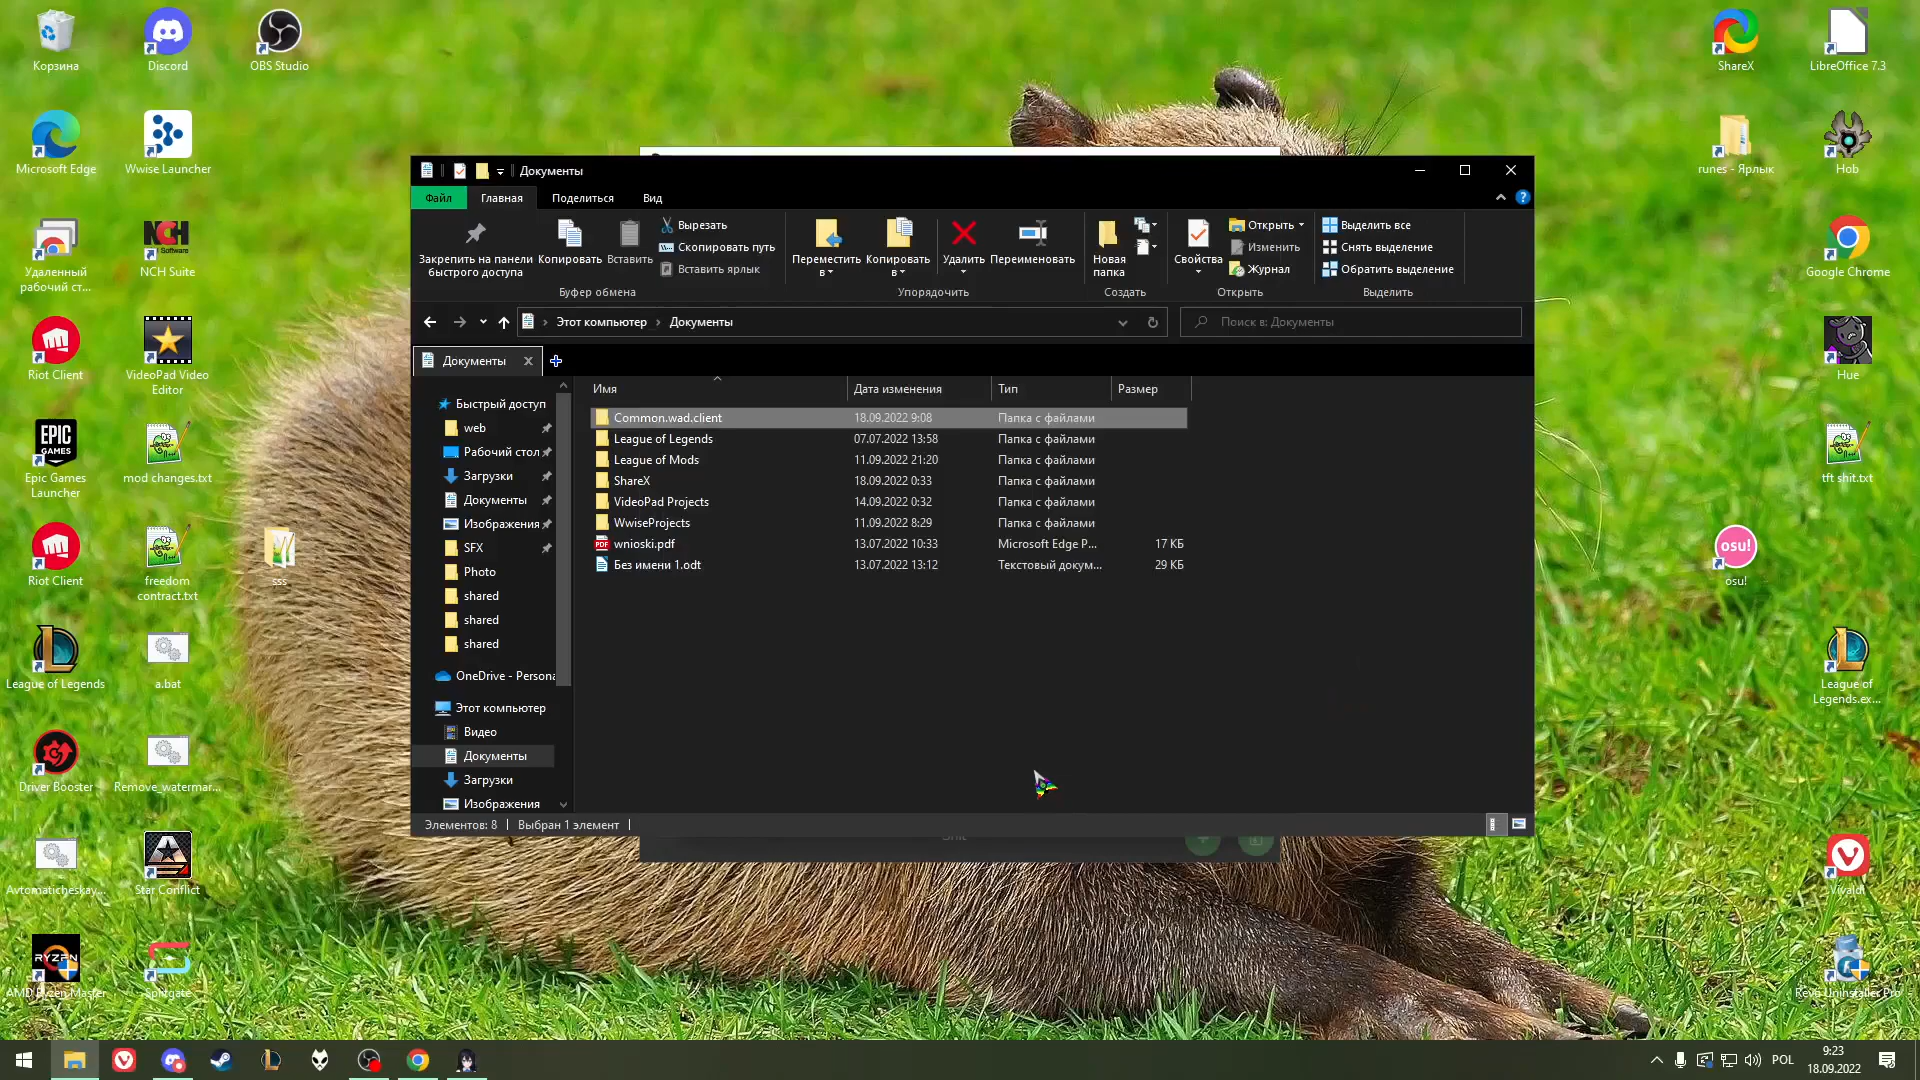 Корзина
Discord
OBS Studio
ShareX
LibreOffice 7.3
Microsoft Edge
Wwise Launcher
runes - Ярлык
Hob
Удаленный
рабочий ст...
NCH Software
NCH Suite
Google Chrome
Riot Client
VideoPad Video
Editor
Hue
EPIC
GAMES
Epic Games
Launcher
mod changes.txt
tft shit.txt
Riot Client
freedom
contract.txt
sss
osu!
osu!
League of Legends
a.bat
League of
Legends.ex...
Driver Booster
Remove_watermar...
Avtomaticheskay...
Star Conflict
Vivaldi
RYZEN
AMD Ryzen Master
Splitgate
Revo Uninstaller Pro
Документы
Файл
Главная
Поделиться
Вид
Закрепить на панели
быстрого доступа
Копировать
Вставить
Вырезать
Скопировать путь
Вставить ярлык
Буфер обмена
Переместить
в
Копировать
в
Удалить
Переименовать
Упорядочить
Новая
папка
Создать
Свойства
Открыть
Изменить
Журнал
Открыть
Выделить все
Снять выделение
Обратить выделение
Выделить
Этот компьютер
Документы
Поиск в: Документы
Документы
Быстрый доступ
web
Рабочий стол
Загрузки
Документы
Изображения
SFX
Photo
shared
shared
shared
OneDrive - Persona
Этот компьютер
Видео
Документы
Загрузки
Изображения
Имя Дата изменения Тип Размер
Common.wad.client 18.09.2022 9:08 Папка с файлами
League of Legends 07.07.2022 13:58 Папка с файлами
League of Mods 11.09.2022 21:20 Папка с файлами
ShareX 18.09.2022 0:33 Папка с файлами
VideoPad Projects 14.09.2022 0:32 Папка с файлами
WwiseProjects 11.09.2022 8:29 Папка с файлами
PDF wnioski.pdf 13.07.2022 10:33 Microsoft Edge P... 17 КБ
Без имени 1.odt 13.07.2022 13:12 Текстовый докум... 29 КБ
Элементов: 8
Выбран 1 элемент
POL
9:23
18.09.2022